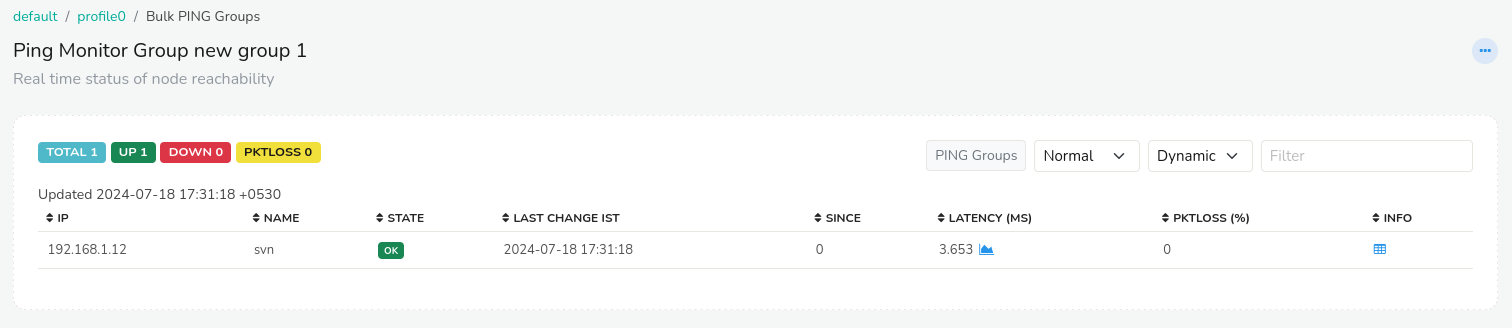 default / profile0 / Bulk PING Groups
Ping Monitor Group new group 1
Real time status of node reachability
TOTAL 1 UP 1 DOWN 0 PKTLOSS 0 PING Groups Normal Dynamic Filter
Updated 2024-07-18 17:31:18 +0530
IP NAME STATE LAST CHANGE IST SINCE LATENCY (MS) PKTLOSS (%) INFO
192.168.1.12 svn OK 2024-07-18 17:31:18 0 3.653 0